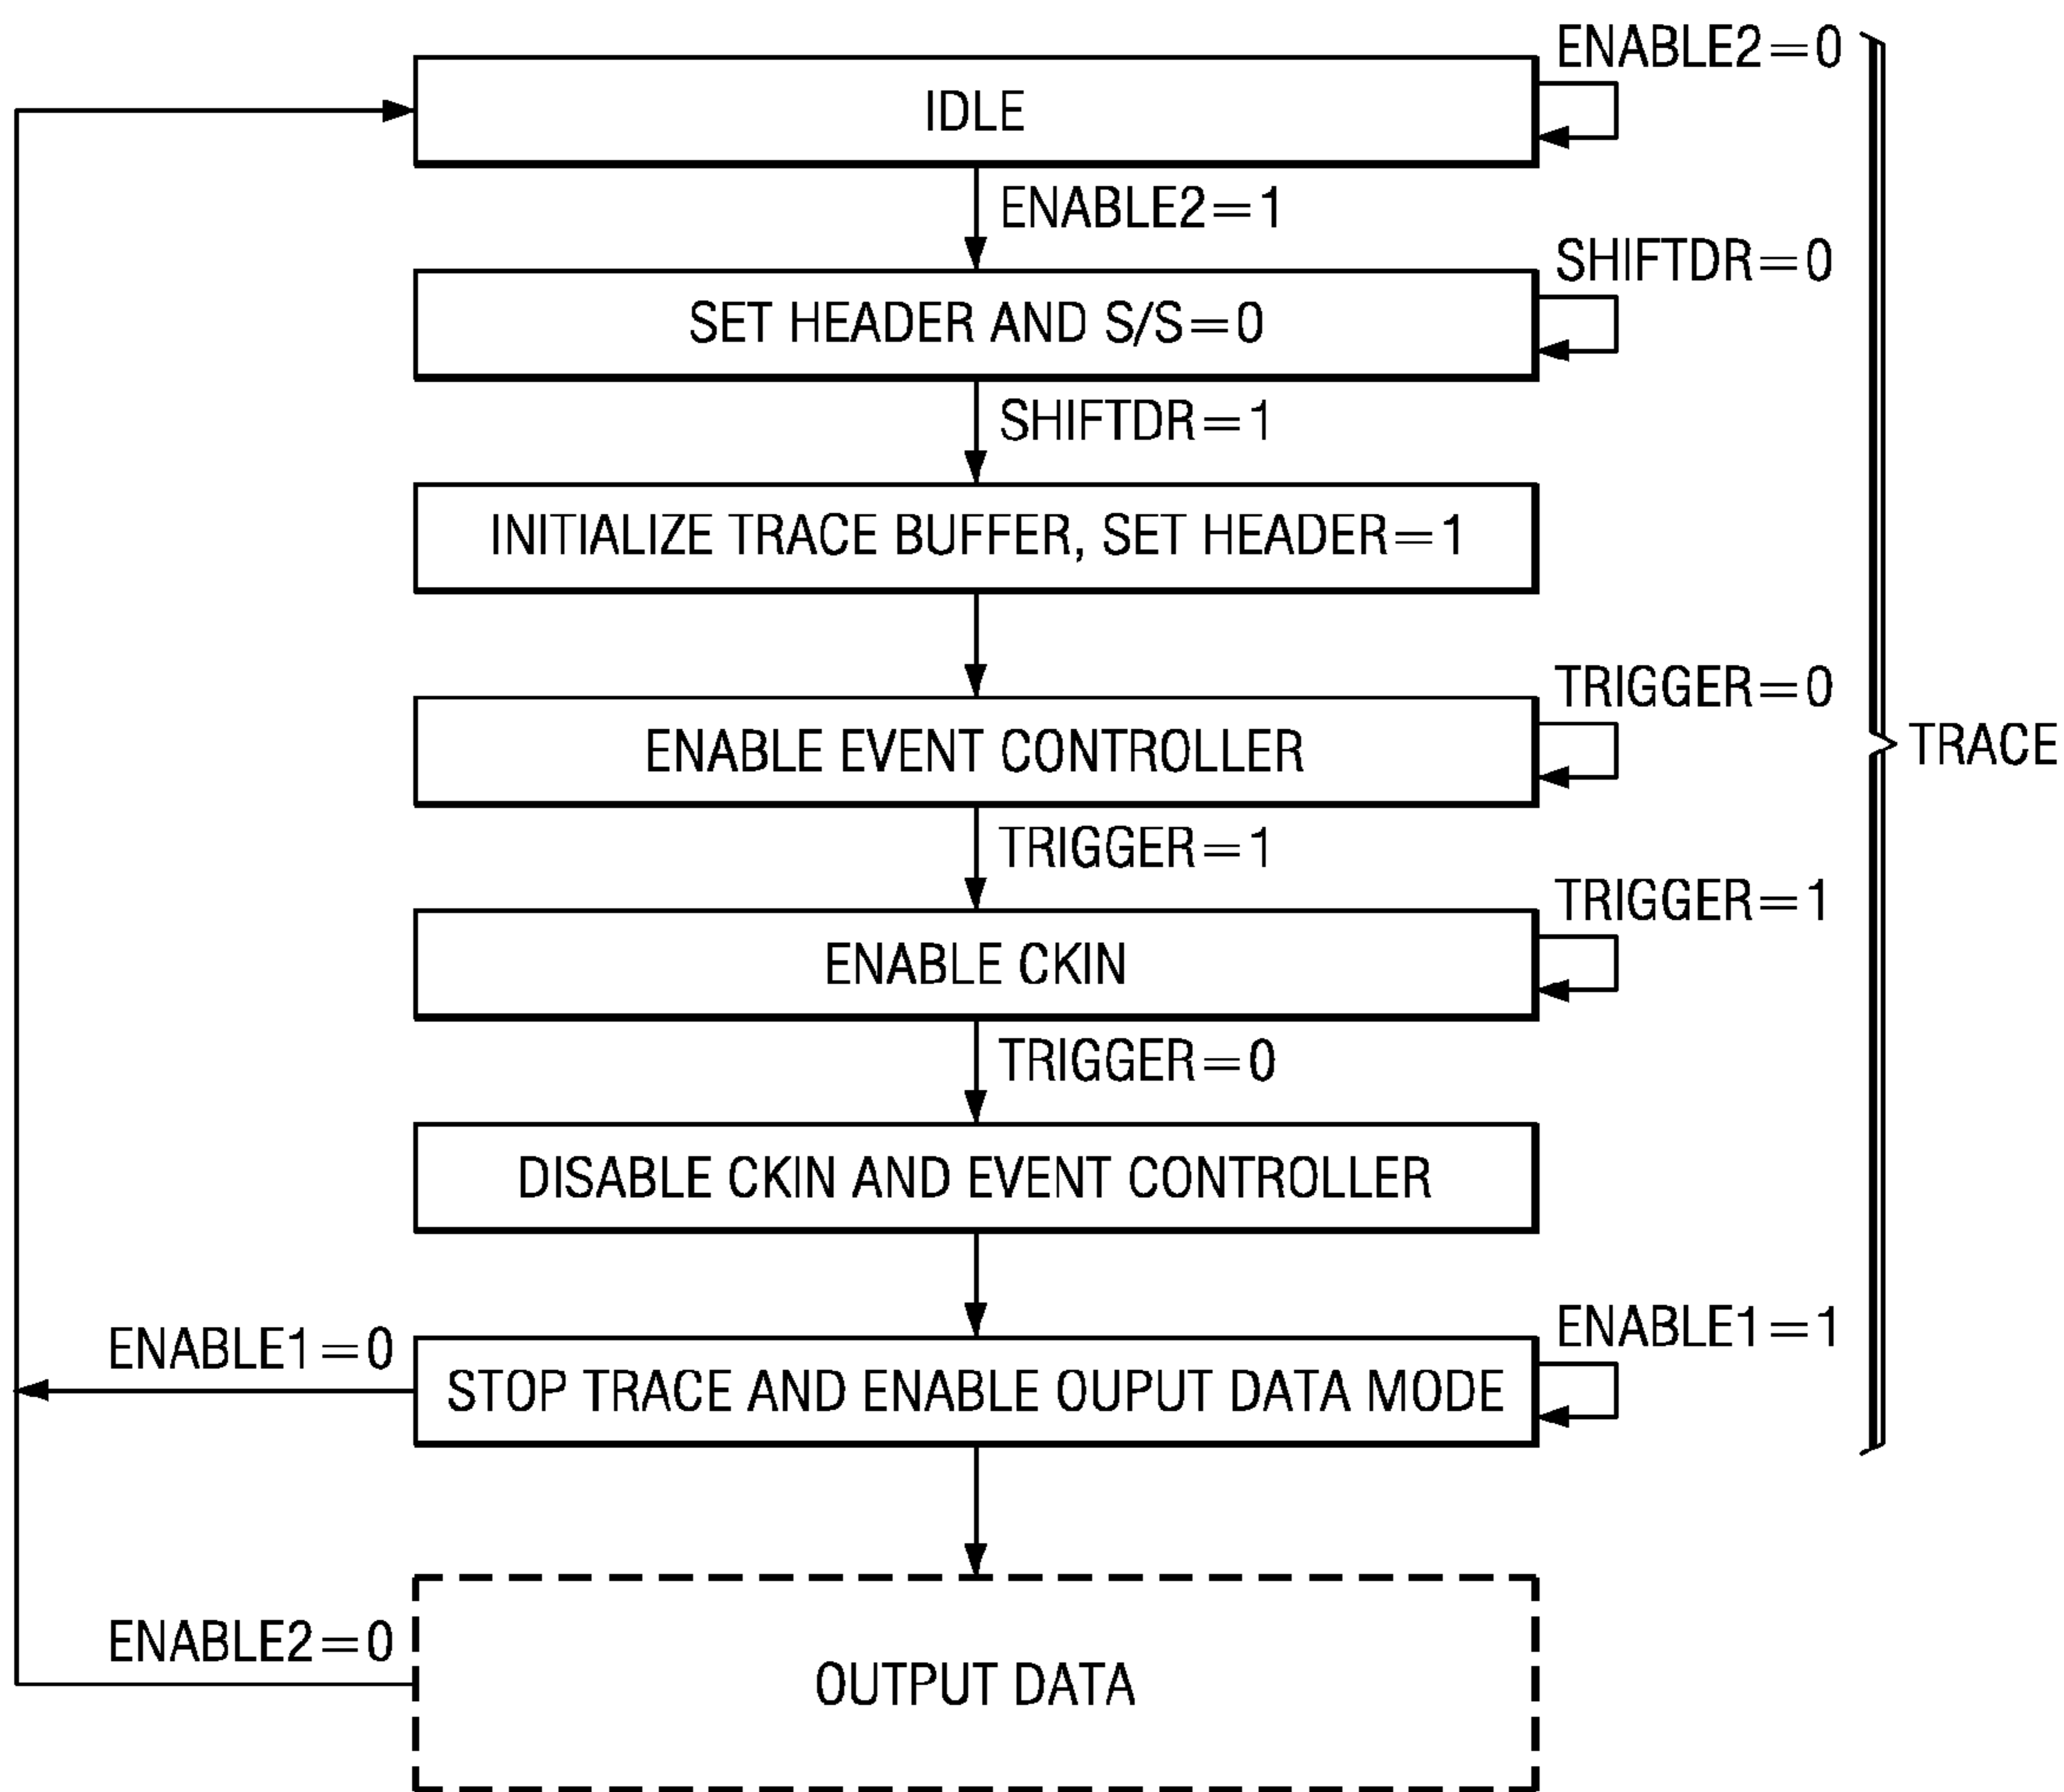 ENABLE2=0
IDLE
ENABLE2=1
SHIFTDR=0
SET HEADER AND S/S=0
SHIFTDR=1
INITIALIZE TRACE BUFFER, SET HEADER=1
TRIGGER=0
ENABLE EVENT CONTROLLER
TRACE
TRIGGER=1
TRIGGER=1
ENABLE CKIN
TRIGGER=0
DISABLE CKIN AND EVENT CONTROLLER
ENABLE1=1
ENABLE1=0
STOP TRACE AND ENABLE OUPUT DATA MODE
ENABLE2=0
OUTPUT DATA